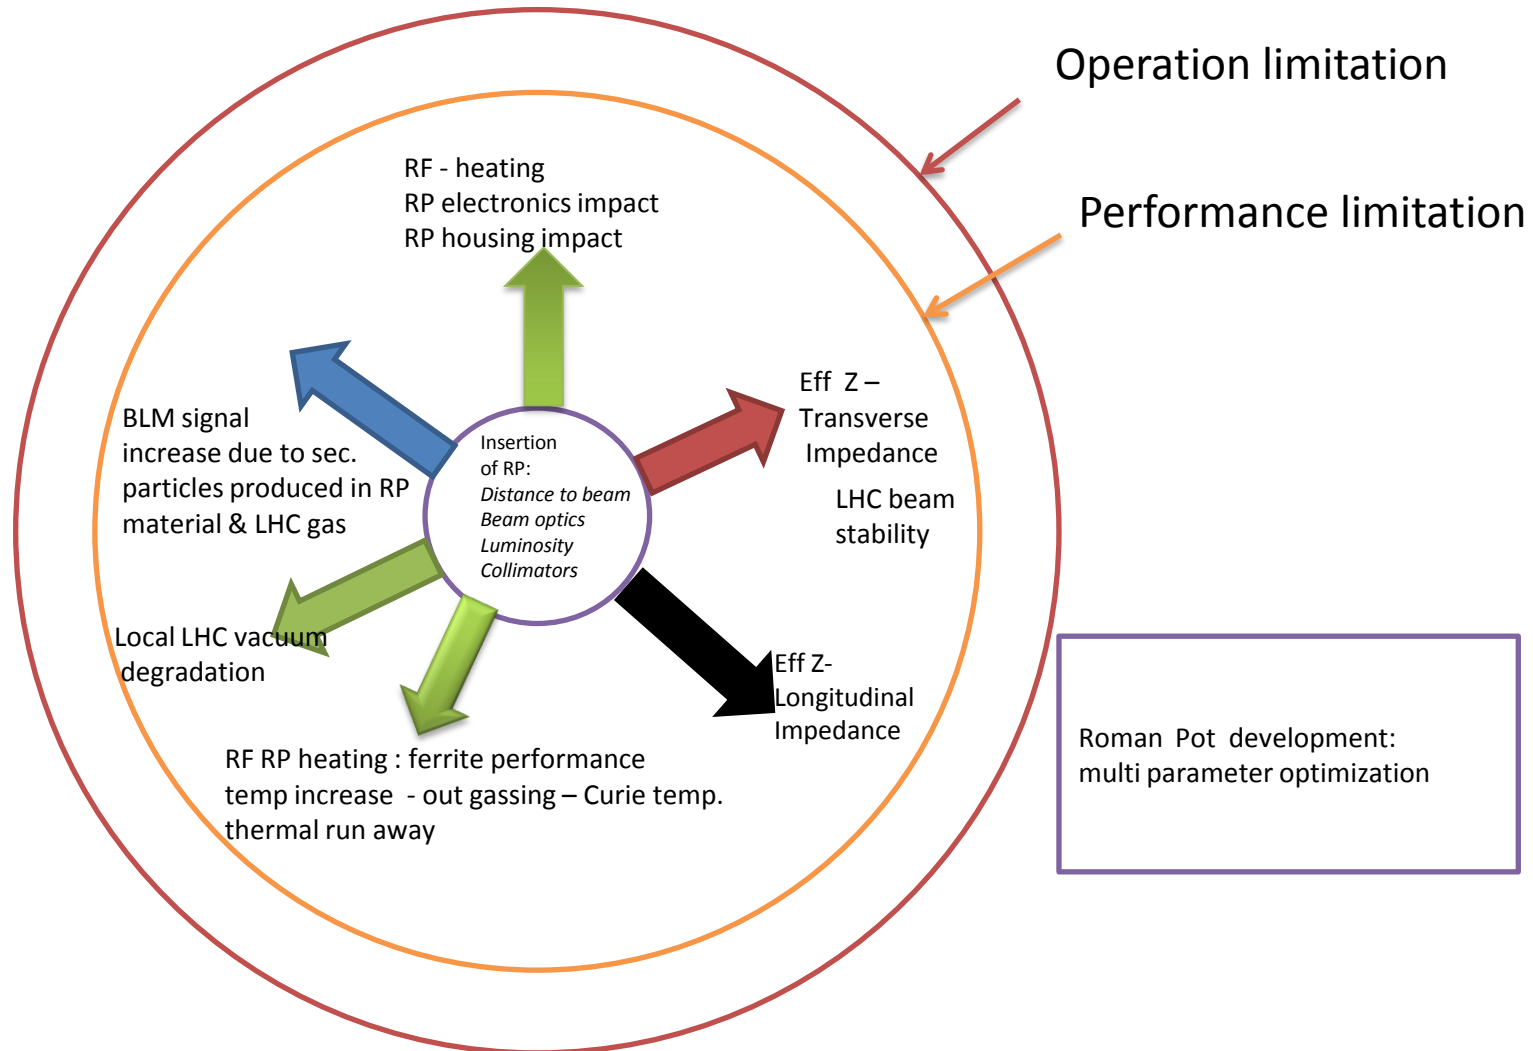 Operation limitation
Performance limitation
RF - heating
RP electronics impact
RP housing impact
Eff  Z –
Transverse
Impedance
LHC beam
stability
BLM signal
increase due to sec.
particles produced in RP
material & LHC gas
Insertion
of RP:
Distance to beam
Beam optics
Luminosity
Collimators
Local LHC vacuum
degradation
Eff Z-
Longitudinal
Impedance
RF RP heating : ferrite performance
temp increase  - out gassing – Curie temp.
thermal run away
Roman  Pot  development:
multi parameter optimization